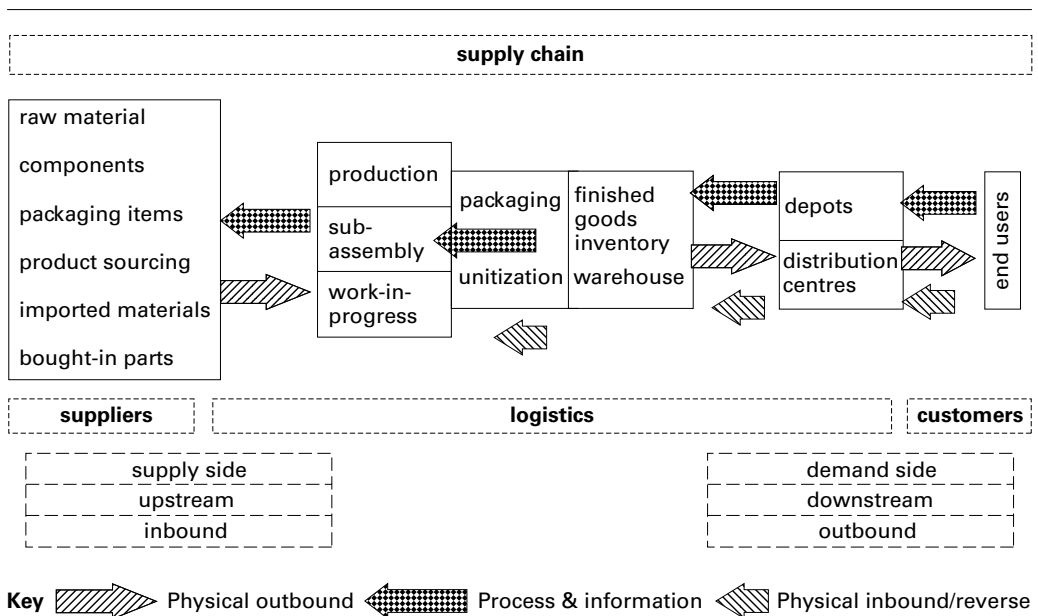 supply chain
raw material
components
packaging items
product sourcing
imported materials
bought-in parts
production
sub-
assembly
work-in-
progress
packaging
unitization
finished
goods
inventory
warehouse
depots
distribution
centres
end users
suppliers
logistics
customers
supply side
upstream
inbound
demand side
downstream
outbound
Key Physical outbound Process & information Physical inbound/reverse